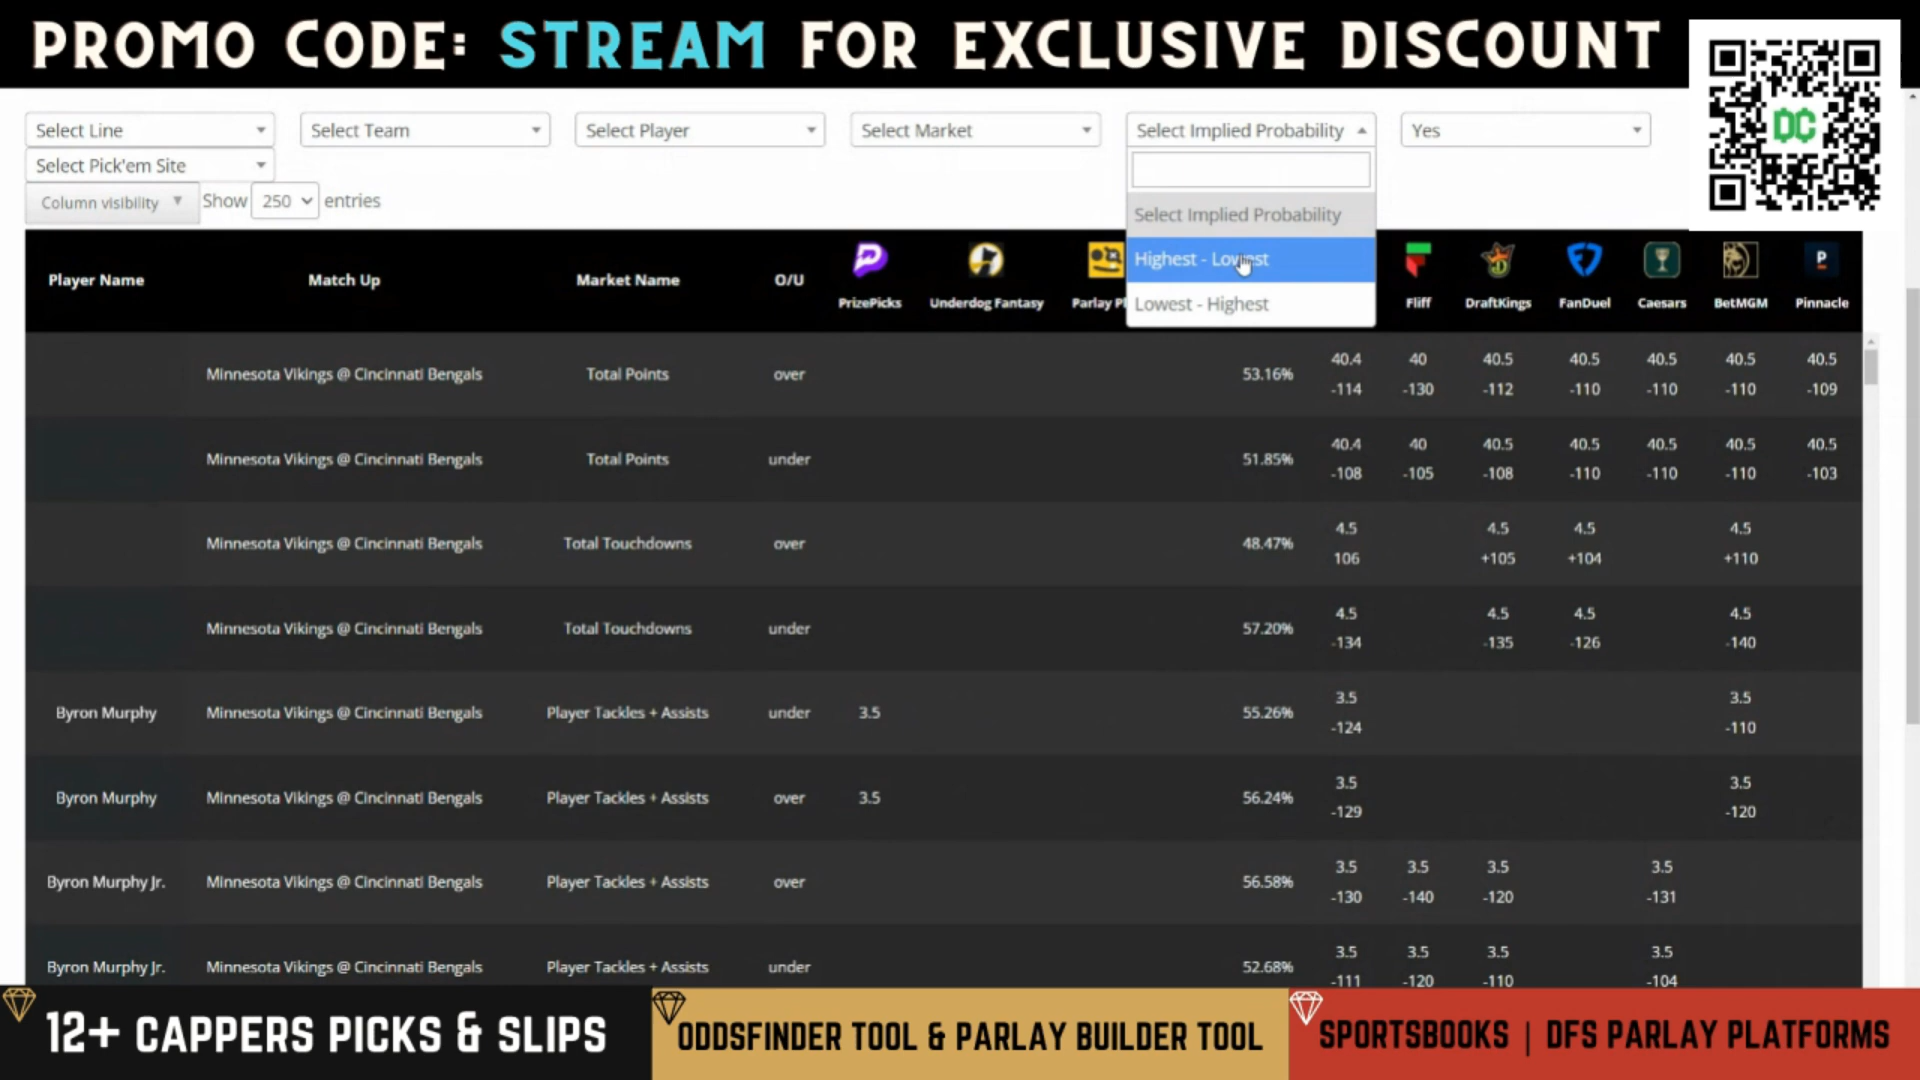 PROMO CODE: STREAM FOR EXCLUSIVE DISCOUNT
DC
Select Line Select Team Select Player Select Market Select Implied Probability Yes
Select Pick'em Site
Column visibility Show 250 entries
Select Implied Probability
Highest - Lowest
Lowest - Highest
Player Name Match Up Market Name O/U PrizePicks Underdog Fantasy Fliff DraftKings FanDuel Caesars BetMGM Pinnacle
Minnesota Vikings @ Cincinnati Bengals Total Points over 53.16% 40.4 40 40.5 40.5 40.5 40.5 40.5
-114 -130 -112 -110 -110 -110 -109
Minnesota Vikings @ Cincinnati Bengals Total Points under 51.85% 40.4 40 40.5 40.5 40.5 40.5 40.5
-108 -105 -108 -110 -110 -110 -103
Minnesota Vikings @ Cincinnati Bengals Total Touchdowns over 48.47% 4.5 4.5 4.5 4.5
106 +105 +104 +110
Minnesota Vikings @ Cincinnati Bengals Total Touchdowns under 57.20% 4.5 4.5 4.5 4.5
-134 -135 -126 -140
Byron Murphy Minnesota Vikings @ Cincinnati Bengals Player Tackles + Assists under 3.5 55.26% 3.5 3.5
-124 -110
Byron Murphy Minnesota Vikings @ Cincinnati Bengals Player Tackles + Assists over 3.5 56.24% 3.5 3.5
-129 -120
Byron Murphy Jr. Minnesota Vikings @ Cincinnati Bengals Player Tackles + Assists over 56.58% 3.5 3.5 3.5 3.5
-130 -140 -120 -131
Byron Murphy Jr. Minnesota Vikings @ Cincinnati Bengals Player Tackles + Assists under 52.68% 3.5 3.5 3.5 3.5
-111 -120 -110 -104
12+ CAPPERS PICKS & SLIPS
ODDSFINDER TOOL & PARLAY BUILDER TOOL
SPORTSBOOKS | DFS PARLAY PLATFORMS